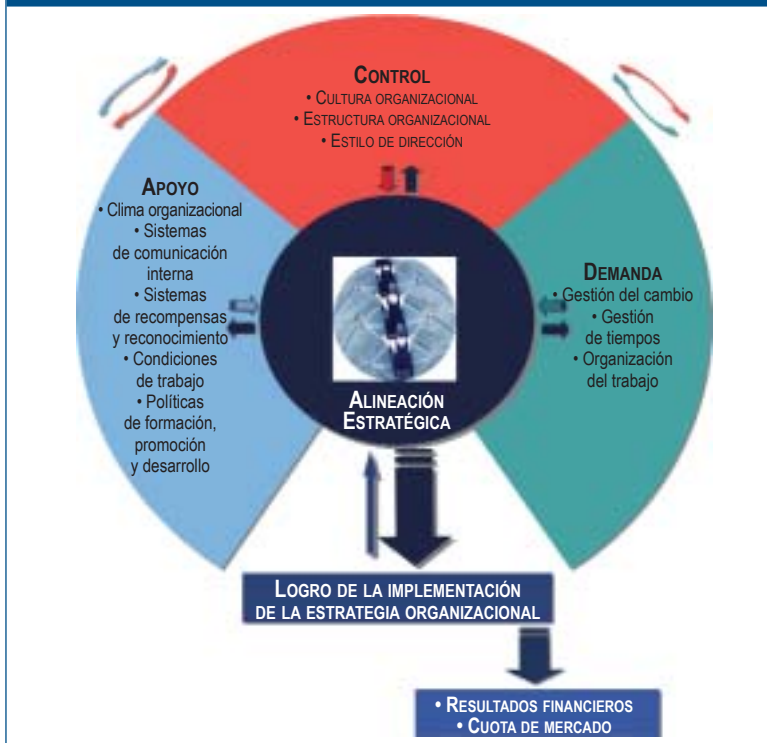 CONTROL
• CULTURA ORGANIZACIONAL
• ESTRUCTURA ORGANIZACIONAL
• ESTILO DE DIRECCIÓN
APOYO
• Clima organizacional
• Sistemas
de comunicación
interna
• Sistemas
de recompensas
y reconocimiento
• Condiciones
de trabajo
• Políticas
de formación,
promoción
y desarrollo
DEMANDA
• Gestión del cambio
• Gestión
de tiempos
• Organización
del trabajo
ALINEACIÓN
ESTRATÉGICA
LOGRO DE LA IMPLEMENTACIÓN
DE LA ESTRATEGIA ORGANIZACIONAL
• RESULTADOS FINANCIEROS
• CUOTA DE MERCADO